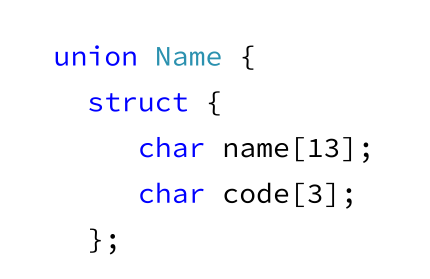 union Name {
  struct {
     char name[13];
     char code[3];
  };